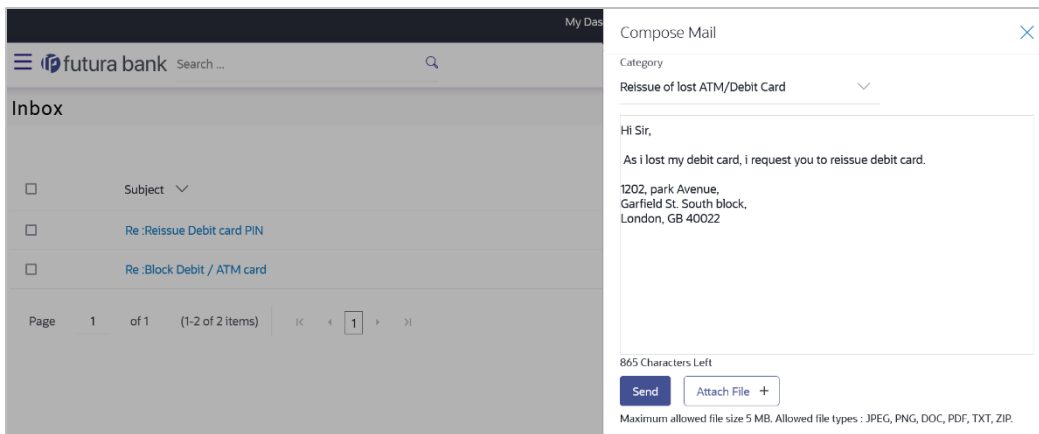 My Das
futura bank Search ...
Inbox
Subject
Re :Reissue Debit card PIN
Re :Block Debit / ATM card
Page 1 of 1 (1-2 of 2 items) 1
Compose Mail
Category
Reissue of lost ATM/Debit Card
Hi Sir,
As i lost my debit card, i request you to reissue debit card.
1202, park Avenue,
Garfield St. South block,
London, GB 40022
865 Characters Left
Send Attach File +
Maximum allowed file size 5 MB. Allowed file types : JPEG, PNG, DOC, PDF, TXT, ZIP.